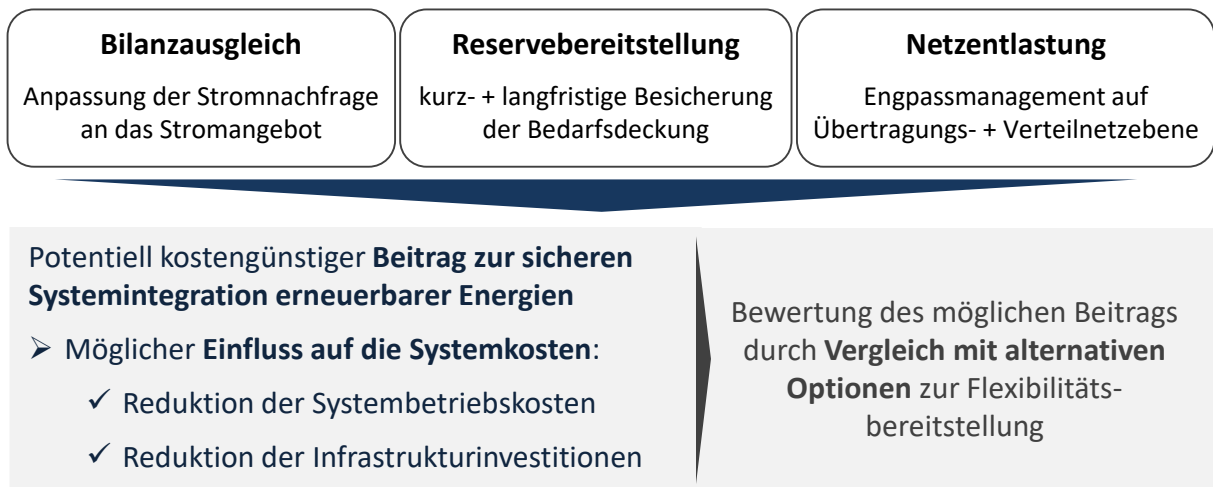 Bilanzausgleich
Anpassung der Stromnachfrage
an das Stromangebot
Reservebereitstellung
kurz- + langfristige Besicherung
der Bedarfsdeckung
Netzentlastung
Engpassmanagement auf
Übertragungs- + Verteilnetzebene
Potentiell kostengünstiger Beitrag zur sicheren
Systemintegration erneuerbarer Energien
➢ Möglicher Einfluss auf die Systemkosten:
✓ Reduktion der Systembetriebskosten
✓ Reduktion der Infrastrukturinvestitionen
Bewertung des möglichen Beitrags
durch Vergleich mit alternativen
Optionen zur Flexibilitäts-
bereitstellung